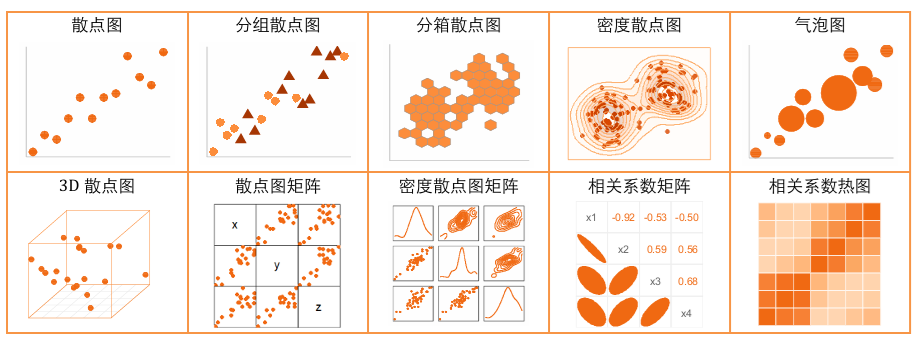 散点图
分组散点图
分箱散点图
密度散点图
气泡图
3D 散点图
散点图矩阵
密度散点图矩阵
相关系数矩阵
相关系数热图
x
y
z
x1 -0.92 -0.53 -0.50
x2 0.59 0.56
x3 0.68
x4